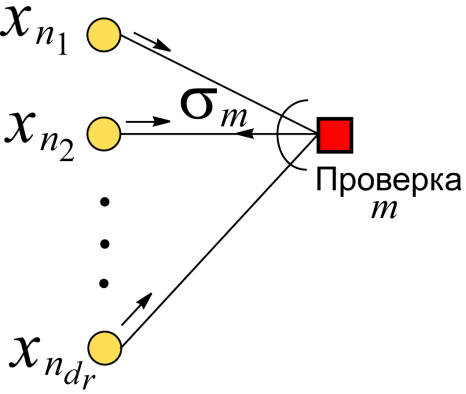 x_{n_1}
σ_m
x_{n_2}
Проверка
m
x_{n_{d_r}}